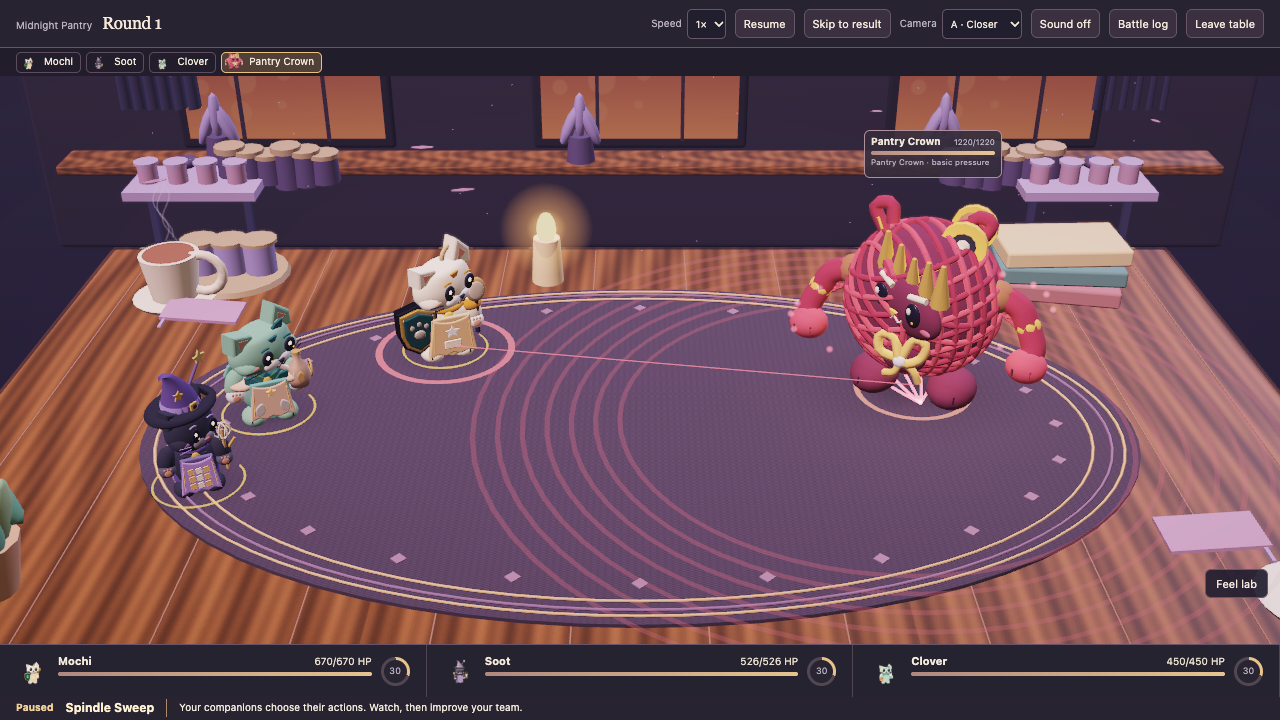 Midnight Pantry Round 1
Speed 1x Resume Skip to result Camera A · Closer Sound off Battle log Leave table
Mochi Soot Clover Pantry Crown
Pantry Crown 1220/1220
Pantry Crown · basic pressure
Feel lab
Mochi 670/670 HP 30
Soot 526/526 HP 30
Clover 450/450 HP 30
Paused Spindle Sweep Your companions choose their actions. Watch, then improve your team.